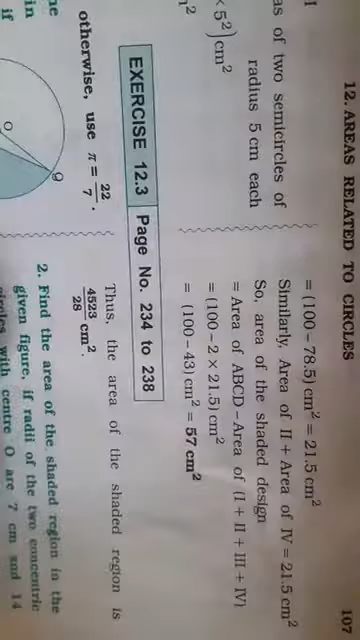 12. AREAS RELATED TO CIRCLES
107
as of two semicircles of
radius 5 cm each
× 5²) cm²
= (100 – 78.5) cm² = 21.5 cm²
Similarly, Area of II + Area of IV = 21.5 cm²
So, area of the shaded design
= Area of ABCD – Area of (I + II + III + IV)
= (100 – 2 × 21.5) cm²
= (100 – 43) cm² = 57 cm²
EXERCISE 12.3 Page No. 234 to 238
otherwise, use π = 22/7.
in
if
O
Thus, the area of the shaded region is
4523/28 cm².
2. Find the area of the shaded region in the
given figure, if radii of the two concentric
circles with centre O are 7 cm and 14